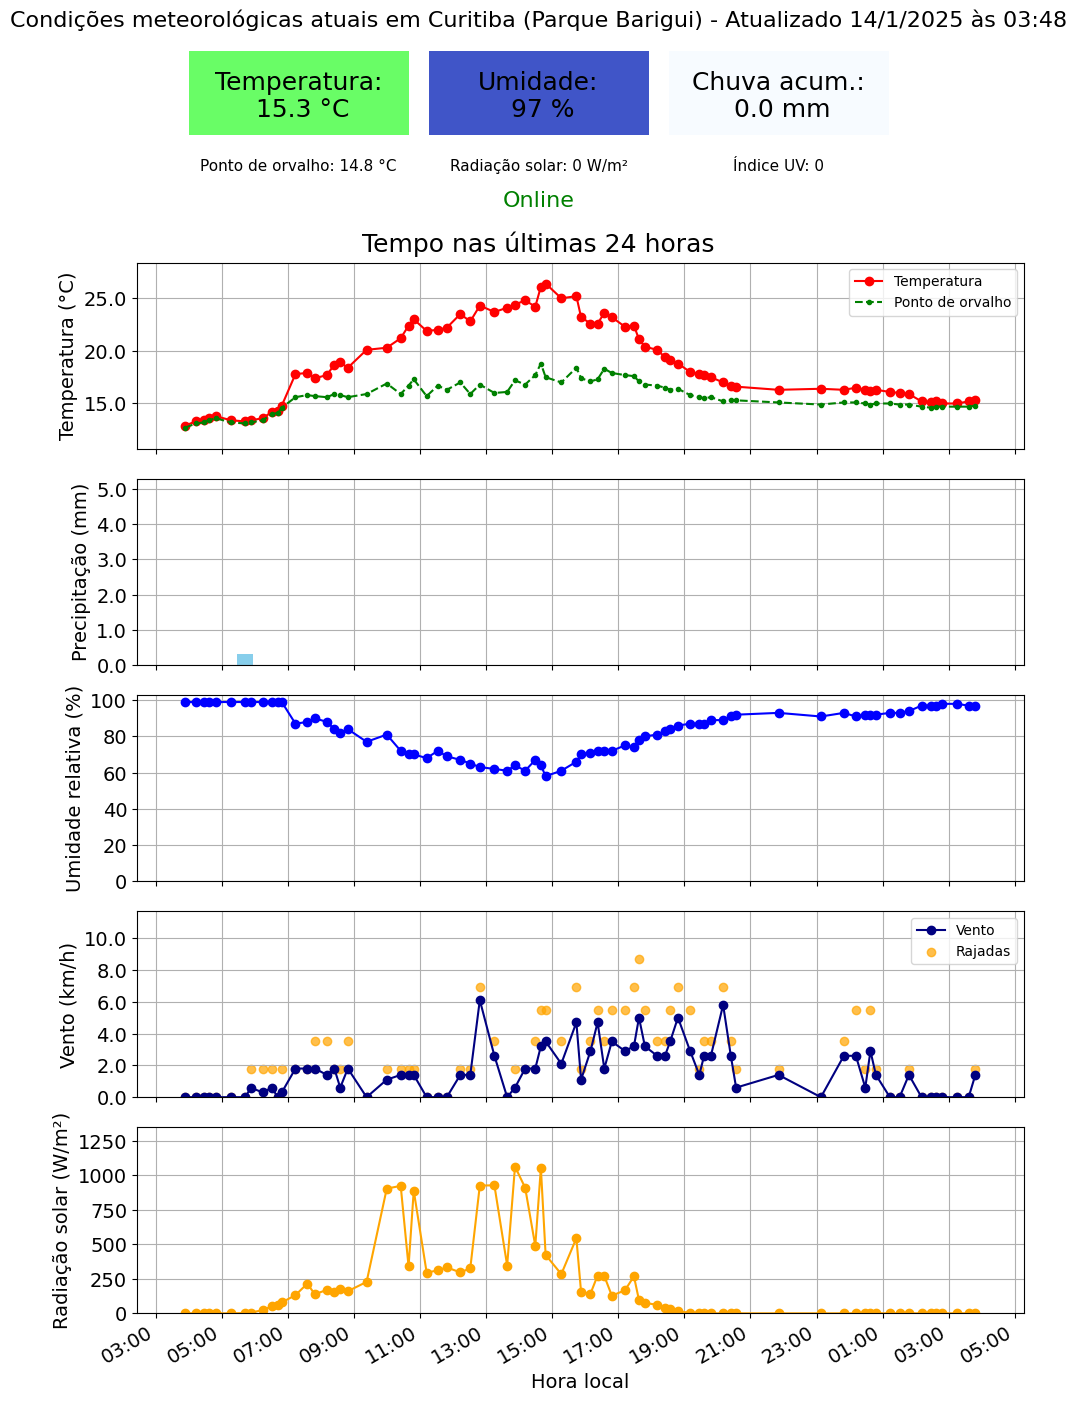 Condições meteorológicas atuais em Curitiba (Parque Barigui) - Atualizado 14/1/2025 às 03:48
Temperatura:
15.3 °C
Umidade:
97 %
Chuva acum.:
0.0 mm
Ponto de orvalho: 14.8 °C
Radiação solar: 0 W/m²
Índice UV: 0
Online
Tempo nas últimas 24 horas
Temperatura (°C)
25.0
20.0
15.0
Temperatura
Ponto de orvalho
Precipitação (mm)
5.0
4.0
3.0
2.0
1.0
0.0
Umidade relativa (%)
100
80
60
40
20
0
Vento (km/h)
10.0
8.0
6.0
4.0
2.0
0.0
Vento
Rajadas
Radiação solar (W/m²)
1250
1000
750
500
250
0
03:00
05:00
07:00
09:00
11:00
13:00
15:00
17:00
19:00
21:00
23:00
01:00
03:00
05:00
Hora local